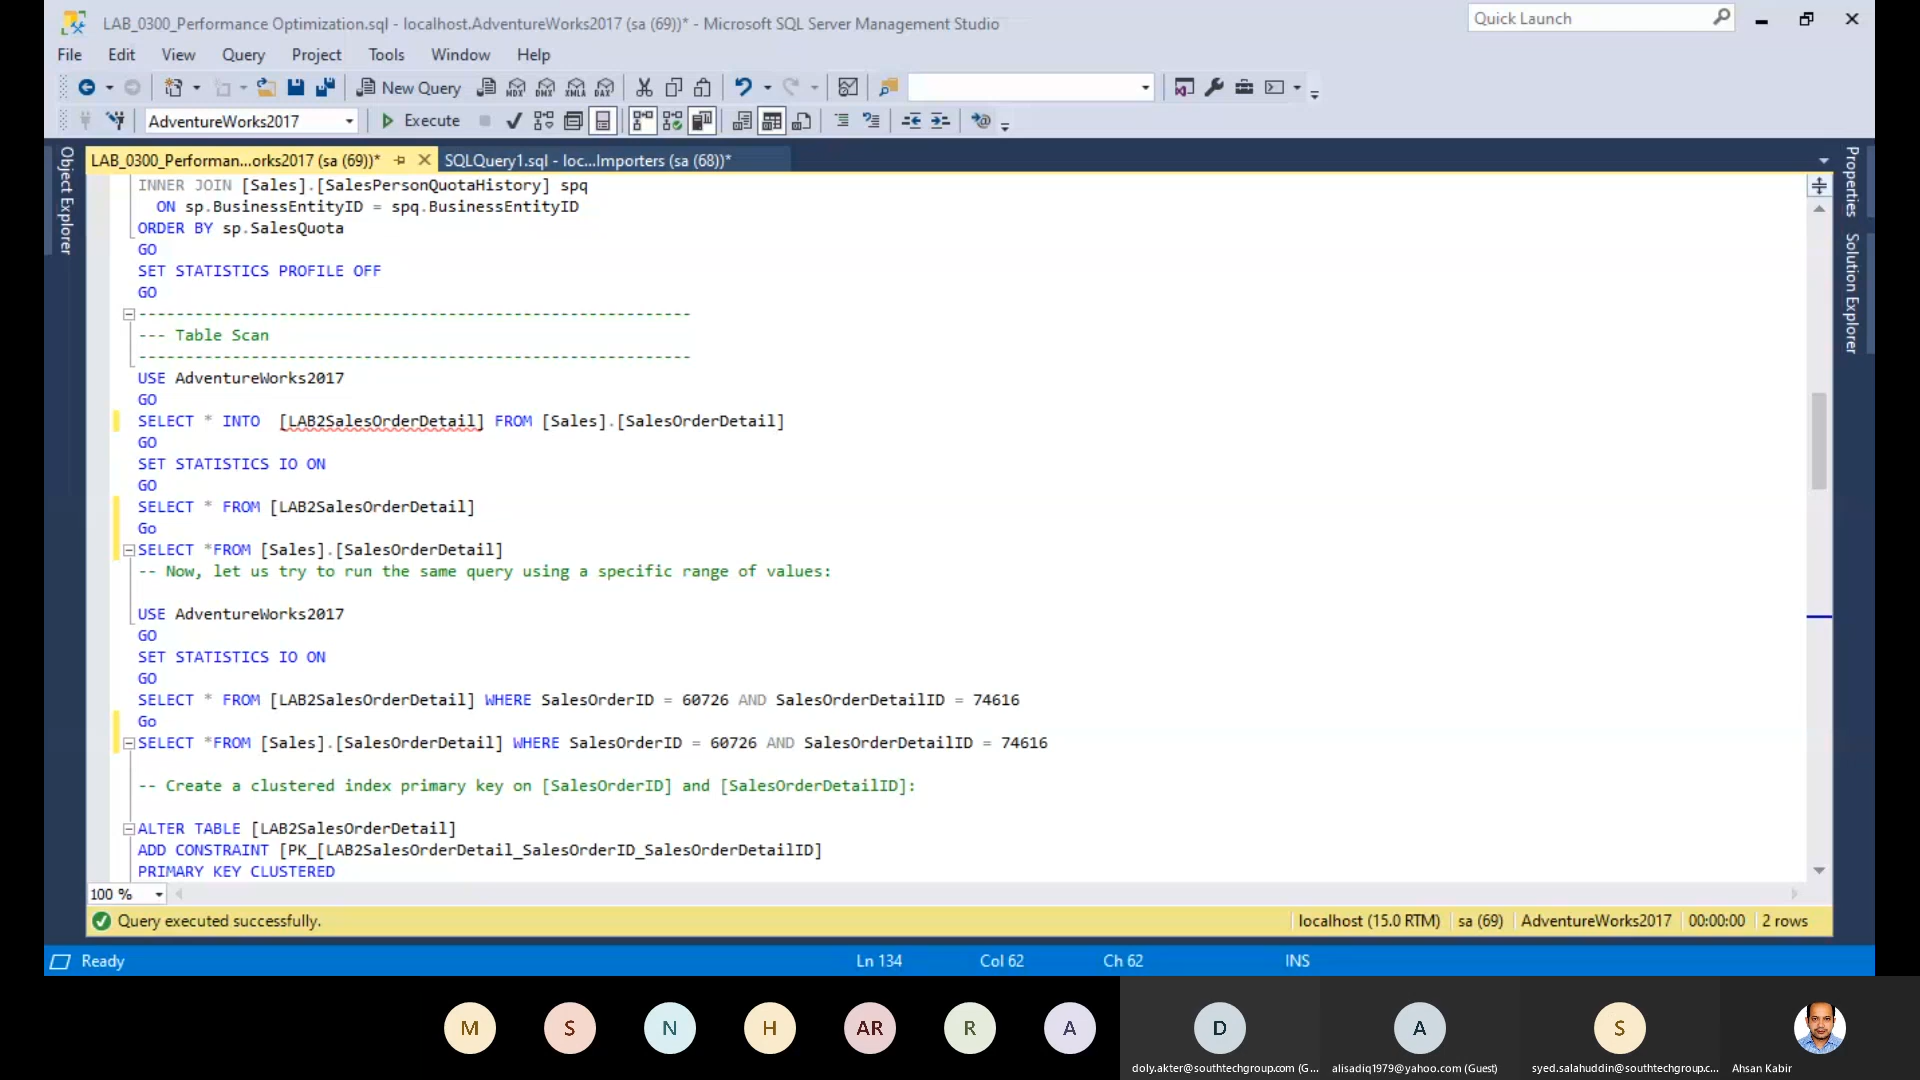 LAB_0300_Performance Optimization.sql - localhost.AdventureWorks2017 (sa (69))* - Microsoft SQL Server Management Studio
Quick Launch
File Edit View Query Project Tools Window Help
New Query MDX DMX XMLA DAX
AdventureWorks2017 Execute
LAB_0300_Performan...orks2017 (sa (69))* SQLQuery1.sql - loc...Importers (sa (68))*
Object Explorer
Properties
Solution Explorer
INNER JOIN [Sales].[SalesPersonQuotaHistory] spq
ON sp.BusinessEntityID = spq.BusinessEntityID
ORDER BY sp.SalesQuota
GO
SET STATISTICS PROFILE OFF
GO
-----------------------------------------------------------
--- Table Scan
-----------------------------------------------------------
USE AdventureWorks2017
GO
SELECT * INTO  [LAB2SalesOrderDetail] FROM [Sales].[SalesOrderDetail]
GO
SET STATISTICS IO ON
GO
SELECT * FROM [LAB2SalesOrderDetail]
Go
SELECT *FROM [Sales].[SalesOrderDetail]
-- Now, let us try to run the same query using a specific range of values:
USE AdventureWorks2017
GO
SET STATISTICS IO ON
GO
SELECT * FROM [LAB2SalesOrderDetail] WHERE SalesOrderID = 60726 AND SalesOrderDetailID = 74616
Go
SELECT *FROM [Sales].[SalesOrderDetail] WHERE SalesOrderID = 60726 AND SalesOrderDetailID = 74616
-- Create a clustered index primary key on [SalesOrderID] and [SalesOrderDetailID]:
ALTER TABLE [LAB2SalesOrderDetail]
ADD CONSTRAINT [PK_[LAB2SalesOrderDetail_SalesOrderID_SalesOrderDetailID]
PRIMARY KEY CLUSTERED
100 %
Query executed successfully. localhost (15.0 RTM) sa (69) AdventureWorks2017 00:00:00 2 rows
Ready Ln 134 Col 62 Ch 62 INS
M S N H AR R A D A S
doly.akter@southtechgroup.com (G... alisadiq1979@yahoo.com (Guest) syed.salahuddin@southtechgroup.c... Ahsan Kabir